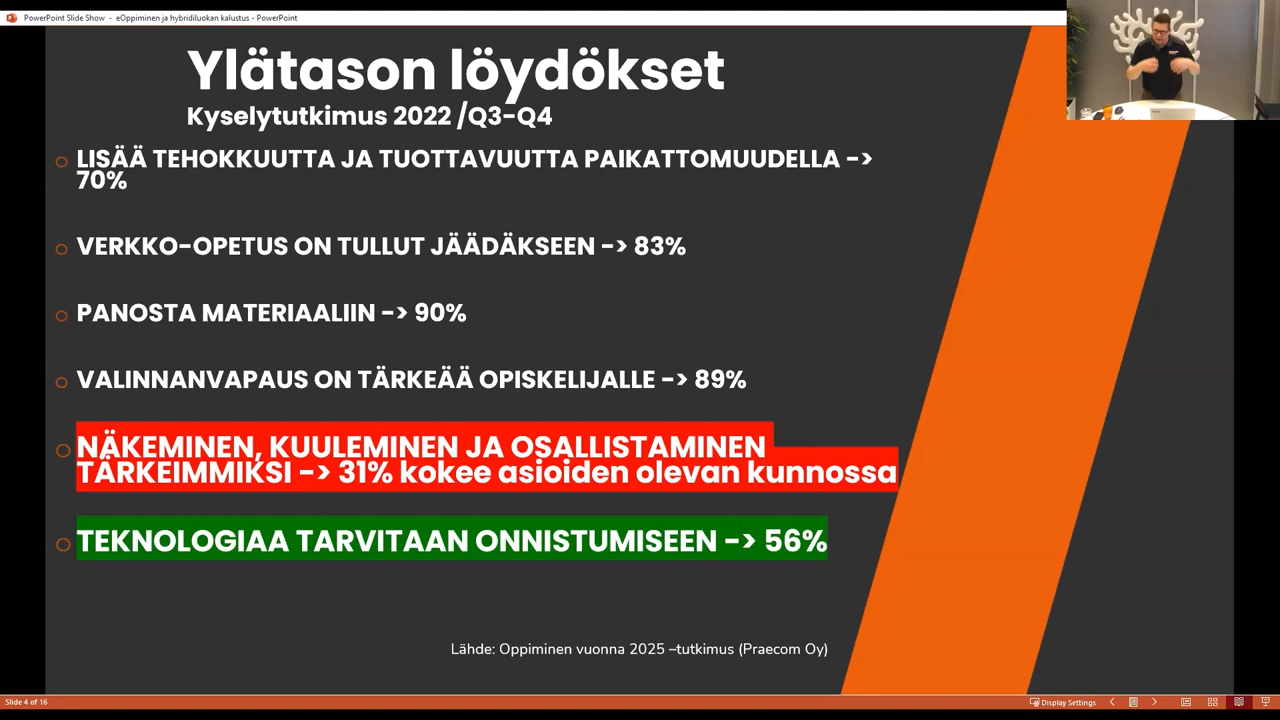 PowerPoint Slide Show - eOppiminen ja hybridiluokan kalustus - PowerPoint
Ylätason löydökset
Kyselytutkimus 2022 /Q3-Q4
LISÄÄ TEHOKKUUTTA JA TUOTTAVUUTTA PAIKATTOMUUDELLA ->
70%
VERKKO-OPETUS ON TULLUT JÄÄDÄKSEEN -> 83%
PANOSTA MATERIAALIIN -> 90%
VALINNANVAPAUS ON TÄRKEÄÄ OPISKELIJALLE -> 89%
NÄKEMINEN, KUULEMINEN JA OSALLISTAMINEN
TÄRKEIMMIKSI -> 31% kokee asioiden olevan kunnossa
TEKNOLOGIAA TARVITAAN ONNISTUMISEEN -> 56%
Lähde: Oppiminen vuonna 2025 –tutkimus (Praecom Oy)
Slide 4 of 16
Display Settings